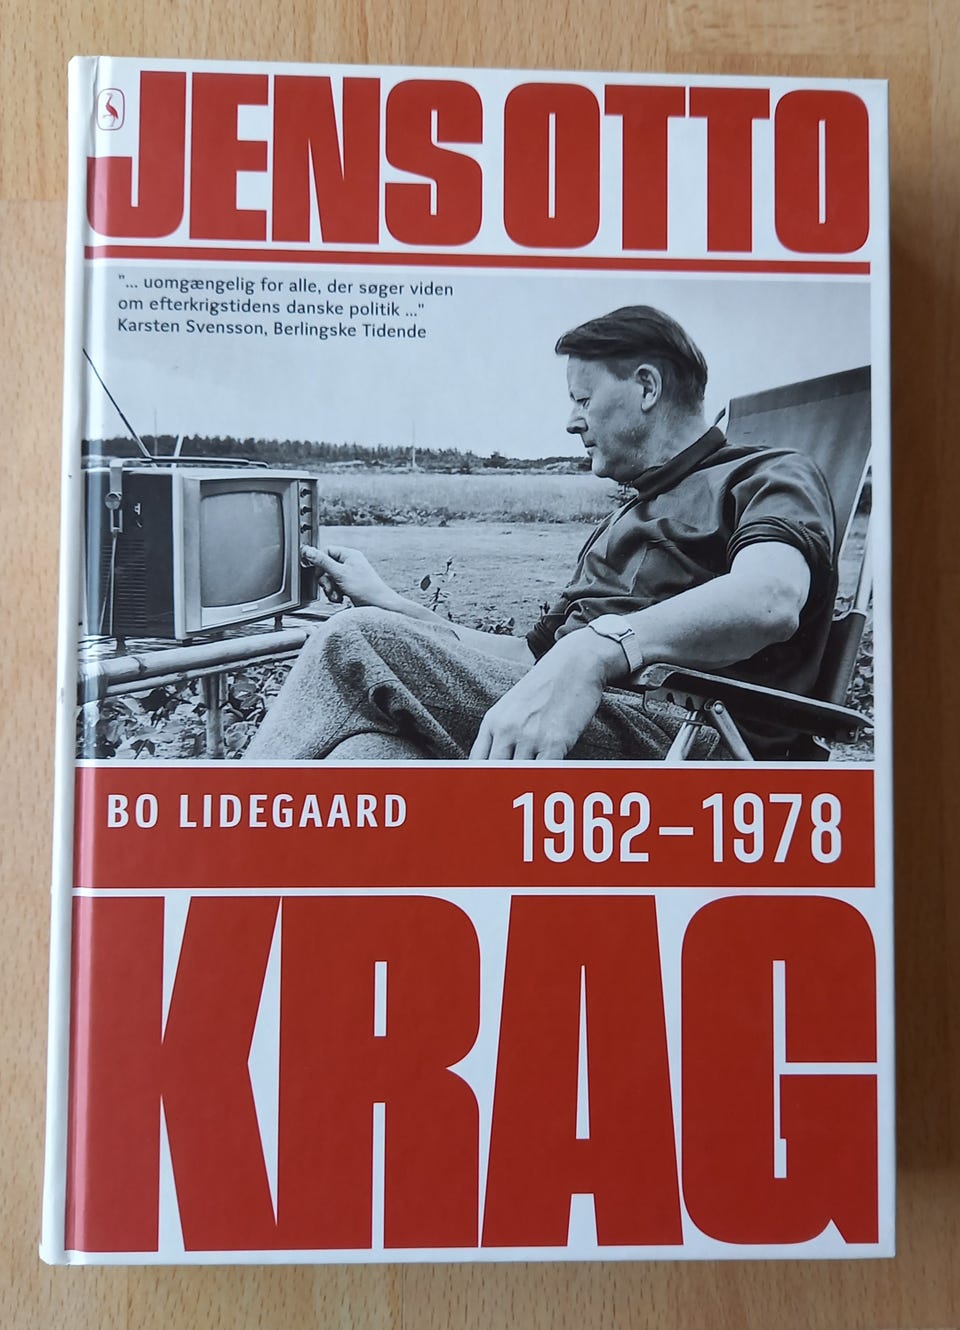 JENS OTTO
"... uomgængelig for alle, der søger viden
om efterkrigstidens danske politik ..."
Karsten Svensson, Berlingske Tidende
BO LIDEGAARD
1962–1978
KRAG